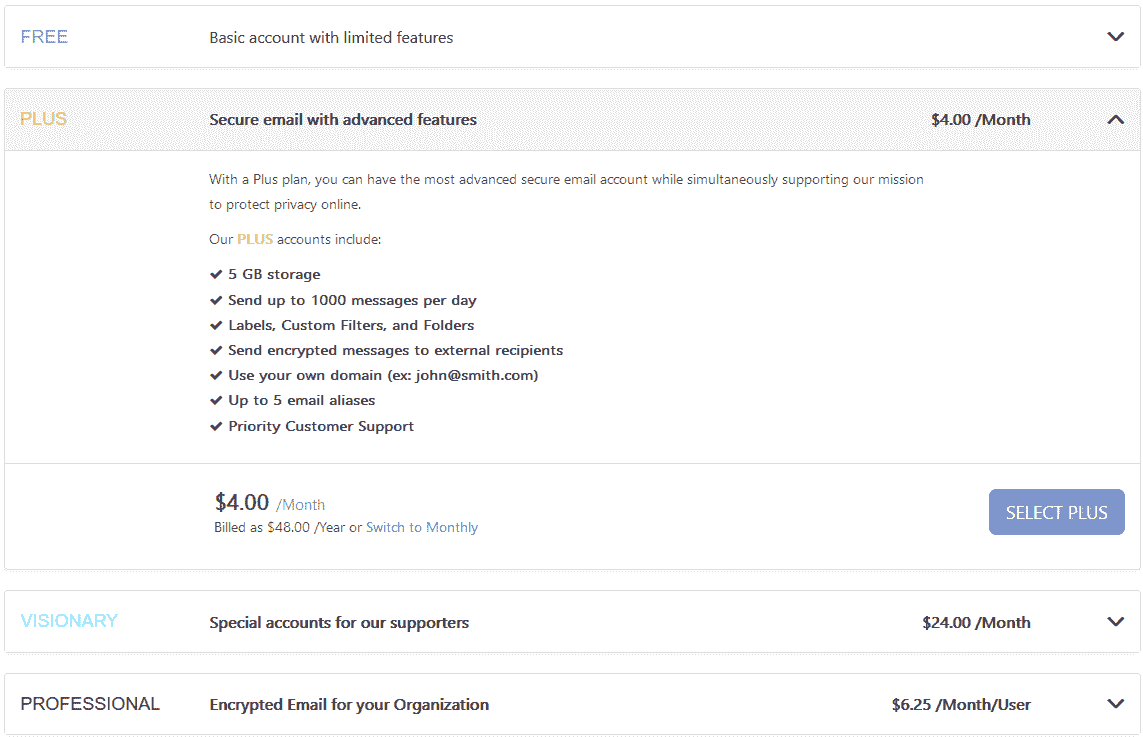 FREE Basic account with limited features
PLUS Secure email with advanced features $4.00 /Month
With a Plus plan, you can have the most advanced secure email account while simultaneously supporting our mission
to protect privacy online.
Our PLUS accounts include:
5 GB storage
Send up to 1000 messages per day
Labels, Custom Filters, and Folders
Send encrypted messages to external recipients
Use your own domain (ex: john@smith.com)
Up to 5 email aliases
Priority Customer Support
$4.00 /Month
Billed as $48.00 /Year or Switch to Monthly
SELECT PLUS
VISIONARY Special accounts for our supporters $24.00 /Month
PROFESSIONAL Encrypted Email for your Organization $6.25 /Month/User